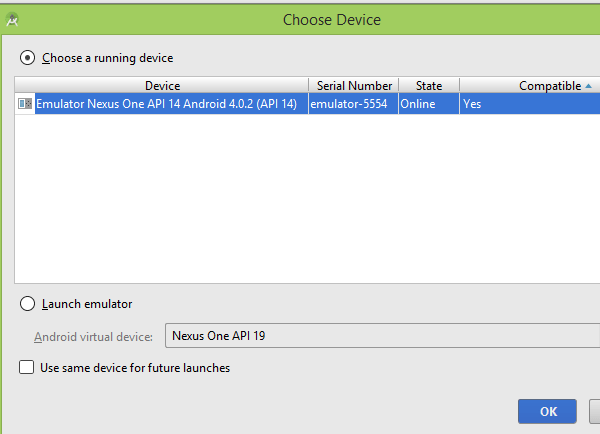 Choose Device
Choose a running device
Device Serial Number State Compatible
Emulator Nexus One API 14 Android 4.0.2 (API 14) emulator-5554 Online Yes
Launch emulator
Android virtual device: Nexus One API 19
Use same device for future launches
OK